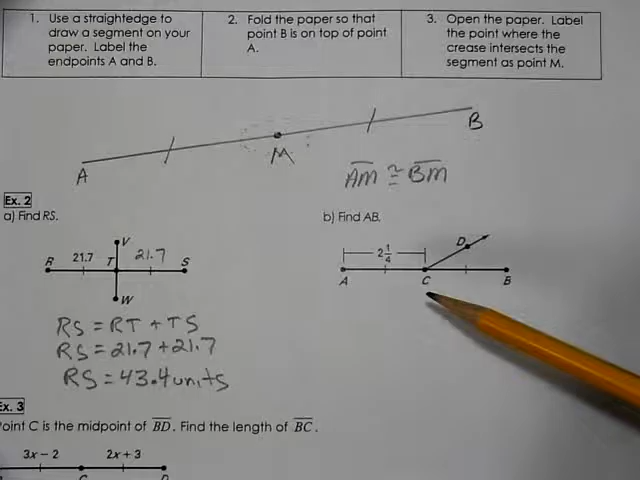 1. Use a straightedge to
draw a segment on your
paper. Label the
endpoints A and B.
2. Fold the paper so that
point B is on top of point
A.
3. Open the paper. Label
the point where the
crease intersects the
segment as point M.
A
M
B
AM ≅ BM
Ex. 2
a) Find RS.
b) Find AB.
V
R 21.7 T 21.7 S
W
D
2 1/4
A C B
RS = RT + TS
RS = 21.7 + 21.7
RS = 43.4 units
Ex. 3
Point C is the midpoint of BD. Find the length of BC.
3x − 2 2x + 3